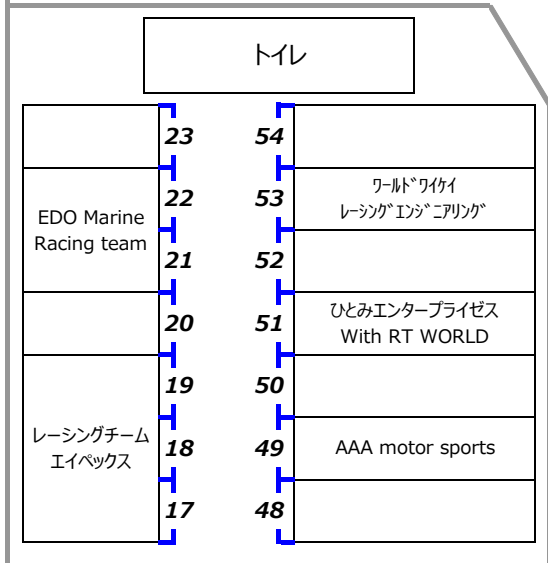 トイレ
23 54
22 53
EDO Marine
Racing team
ﾜｰﾙﾄﾞﾜｲｹｲ
ﾚｰｼﾝｸﾞｴﾝｼﾞﾆｱﾘﾝｸﾞ
21 52
20 51
ひとみエンタープライゼス
With RT WORLD
19 50
レーシングチーム
エイペックス
18 49
AAA motor sports
17 48